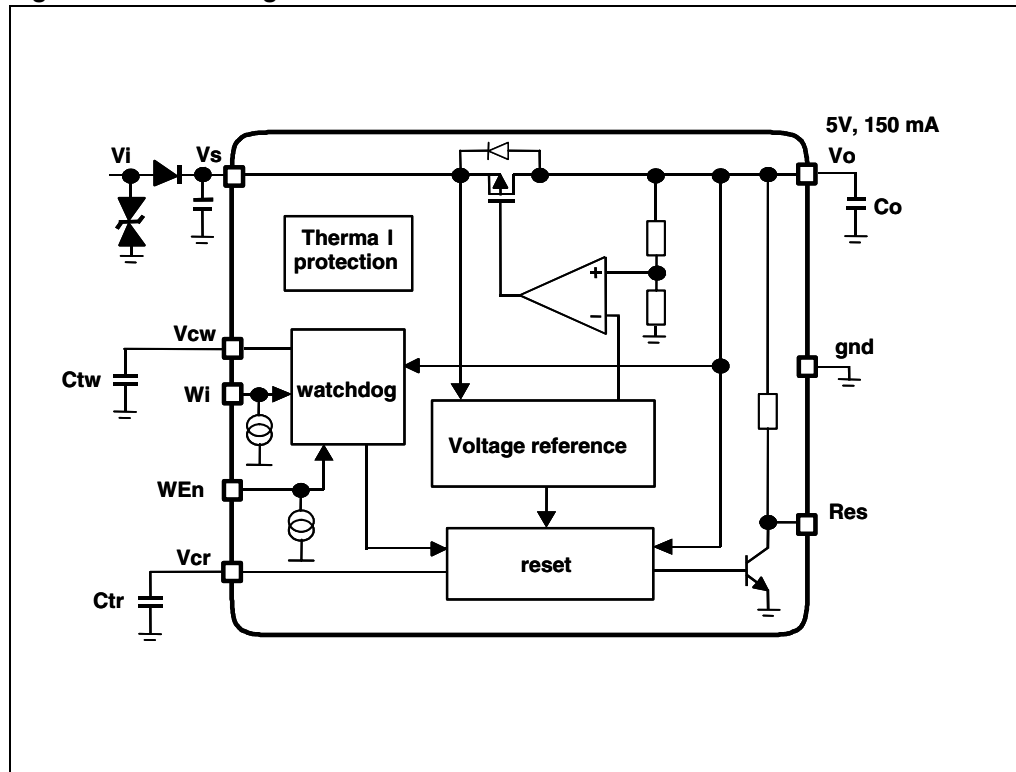 5V, 150 mA
Vi
Vs
Vo
Co
Therma l
protection
+
−
Vcw
Ctw
Wi
watchdog
gnd
Voltage reference
WEn
Res
Vcr
reset
Ctr